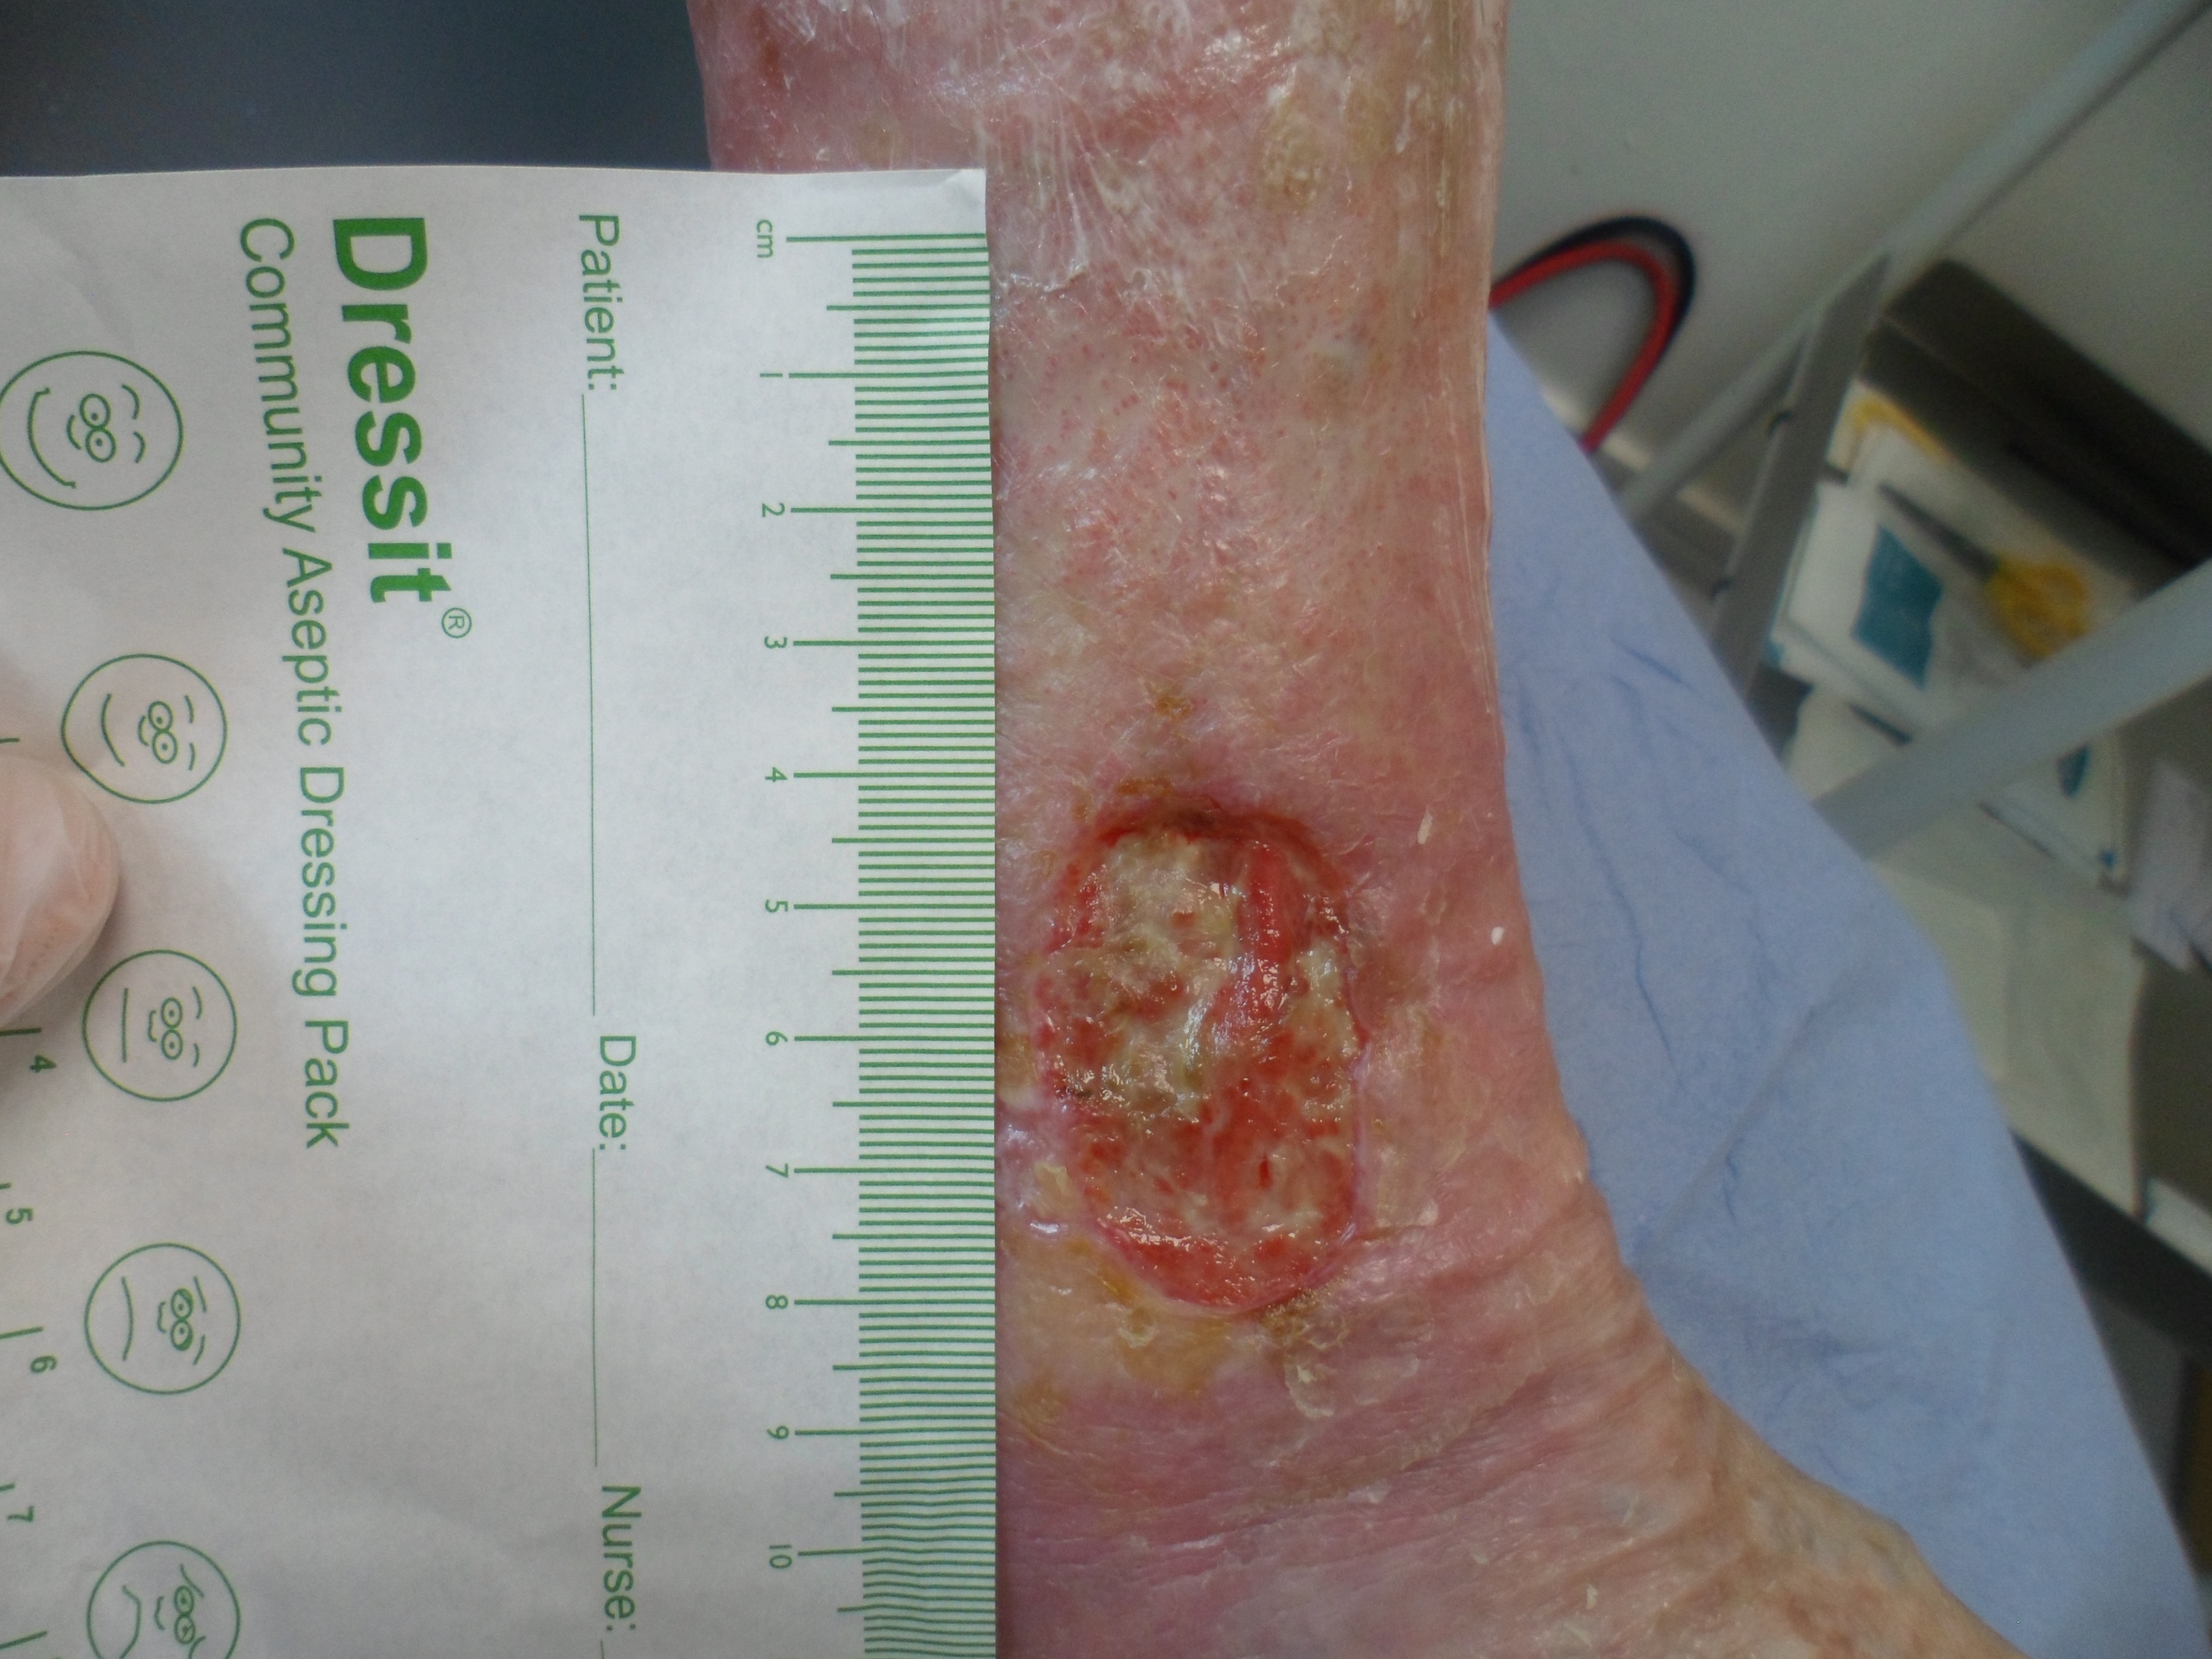 Dressit®
Community Aseptic Dressing Pack
Patient: Date: Nurse:
cm 1 2 3 4 5 6 7 8 9 10
4 5 6 7